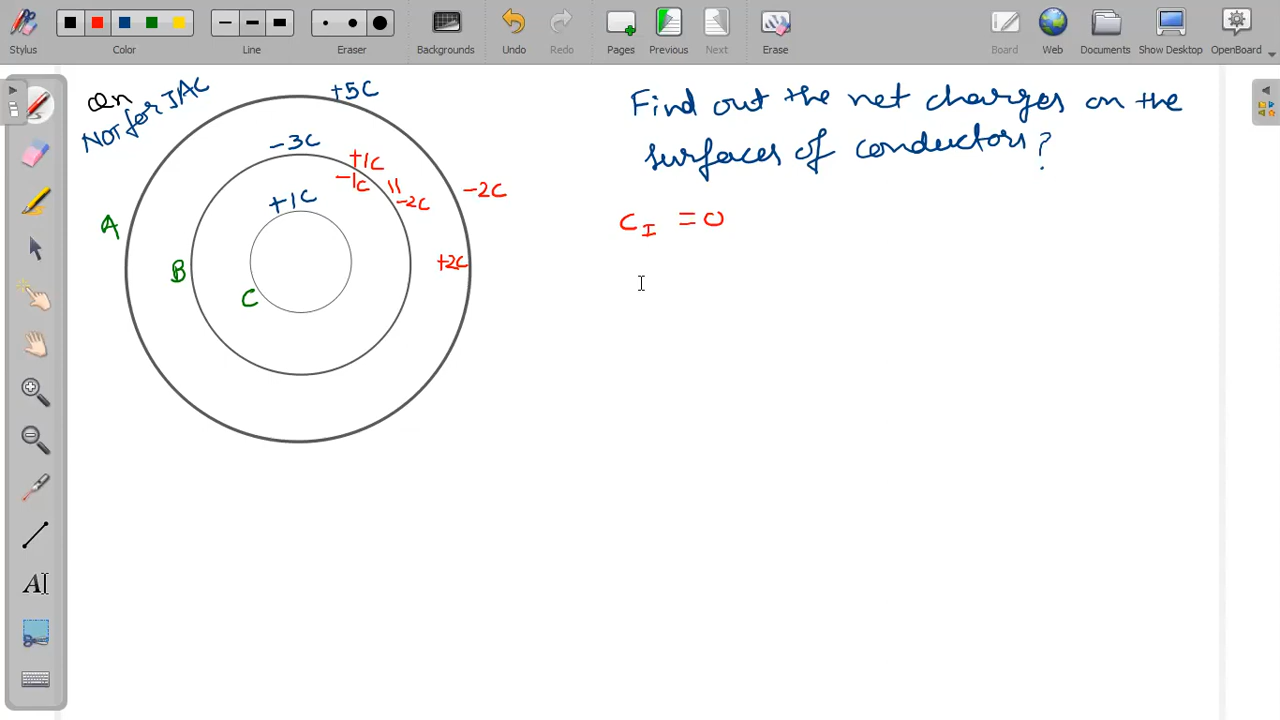 Stylus
Color
Line
Eraser
Backgrounds
Undo
Redo
Pages
Previous
Next
Erase
Board
Web
Documents
Show Desktop
OpenBoard
Not for IAC
+5C
-3C
+1C
-1C
=
-2C
+1C
-2C
+2C
A
B
C
Find out the net charges on the
surfaces of conductors?
C_I = 0
AI